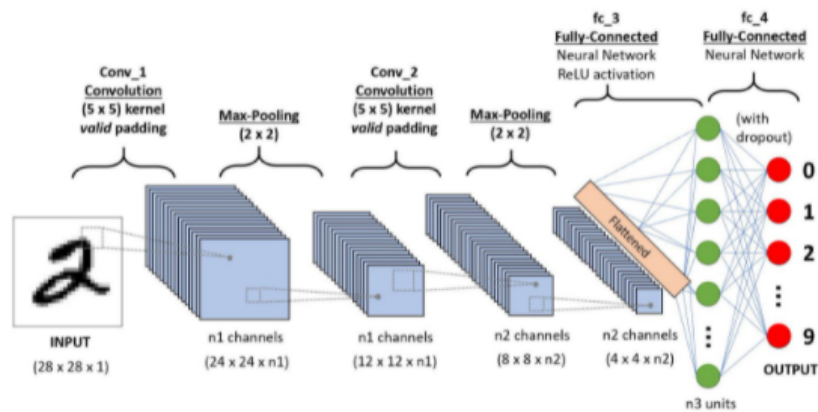 fc_3
Fully-Connected
Neural Network
ReLU activation
fc_4
Fully-Connected
Neural Network
Conv_1
Convolution
(5 x 5) kernel
valid padding
Max-Pooling
(2 x 2)
Conv_2
Convolution
(5 x 5) kernel
valid padding
Max-Pooling
(2 x 2)
(with
dropout)
2
Flattened
0
1
2
⋮
9
⋮
INPUT
(28 x 28 x 1)
n1 channels
(24 x 24 x n1)
n1 channels
(12 x 12 x n1)
n2 channels
(8 x 8 x n2)
n2 channels
(4 x 4 x n2)
OUTPUT
n3 units